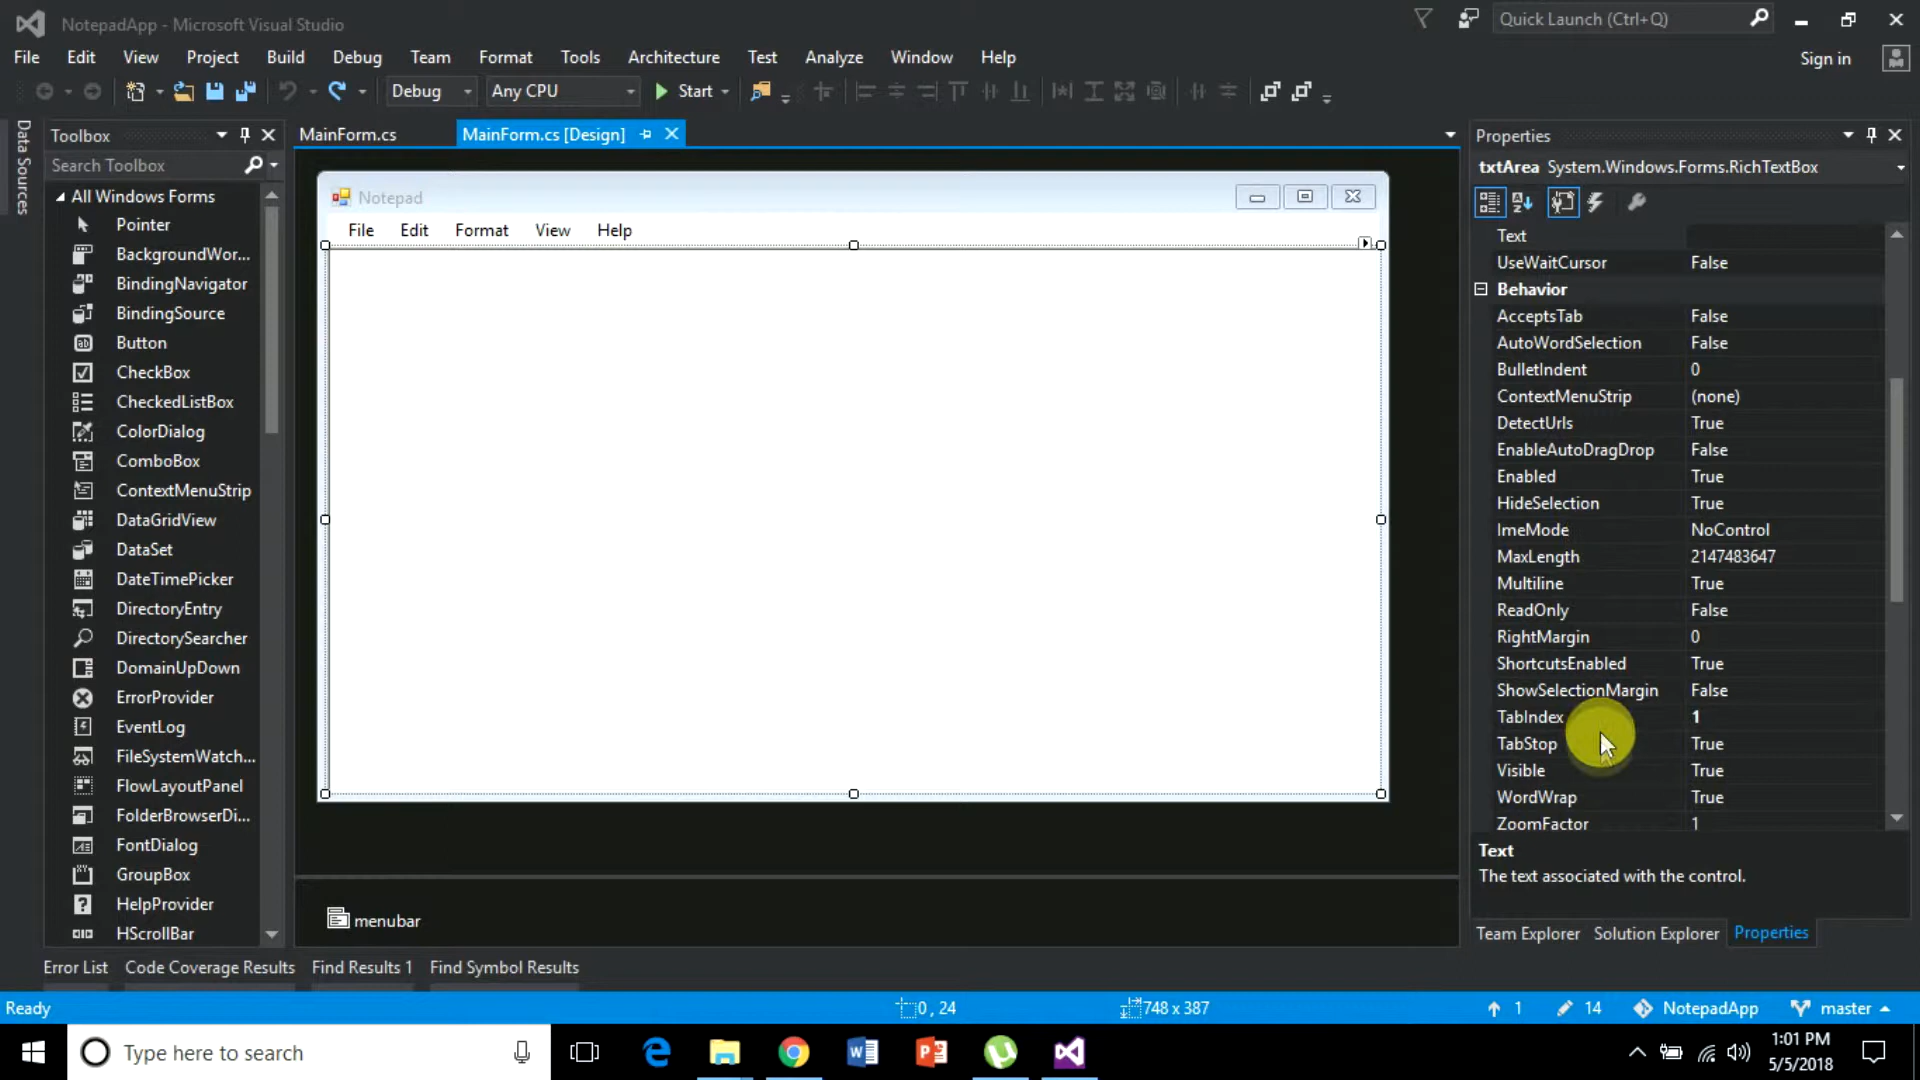 NotepadApp - Microsoft Visual Studio
Quick Launch (Ctrl+Q)
File Edit View Project Build Debug Team Format Tools Architecture Test Analyze Window Help
Sign in
Debug Any CPU Start
Data Sources
Toolbox
Search Toolbox
All Windows Forms
Pointer
BackgroundWor...
BindingNavigator
BindingSource
Button
CheckBox
CheckedListBox
ColorDialog
ComboBox
ContextMenuStrip
DataGridView
DataSet
DateTimePicker
DirectoryEntry
DirectorySearcher
DomainUpDown
ErrorProvider
EventLog
FileSystemWatch...
FlowLayoutPanel
FolderBrowserDi...
FontDialog
GroupBox
HelpProvider
HScrollBar
MainForm.cs MainForm.cs [Design]
Notepad
File Edit Format View Help
menubar
Properties
txtArea System.Windows.Forms.RichTextBox
Text
UseWaitCursor False
Behavior
AcceptsTab False
AutoWordSelection False
BulletIndent 0
ContextMenuStrip (none)
DetectUrls True
EnableAutoDragDrop False
Enabled True
HideSelection True
ImeMode NoControl
MaxLength 2147483647
Multiline True
ReadOnly False
RightMargin 0
ShortcutsEnabled True
ShowSelectionMargin False
TabIndex 1
TabStop True
Visible True
WordWrap True
ZoomFactor 1
Text
The text associated with the control.
Team Explorer Solution Explorer Properties
Error List Code Coverage Results Find Results 1 Find Symbol Results
Ready 0 , 24 748 x 387 1 14 NotepadApp master
Type here to search
1:01 PM
5/5/2018